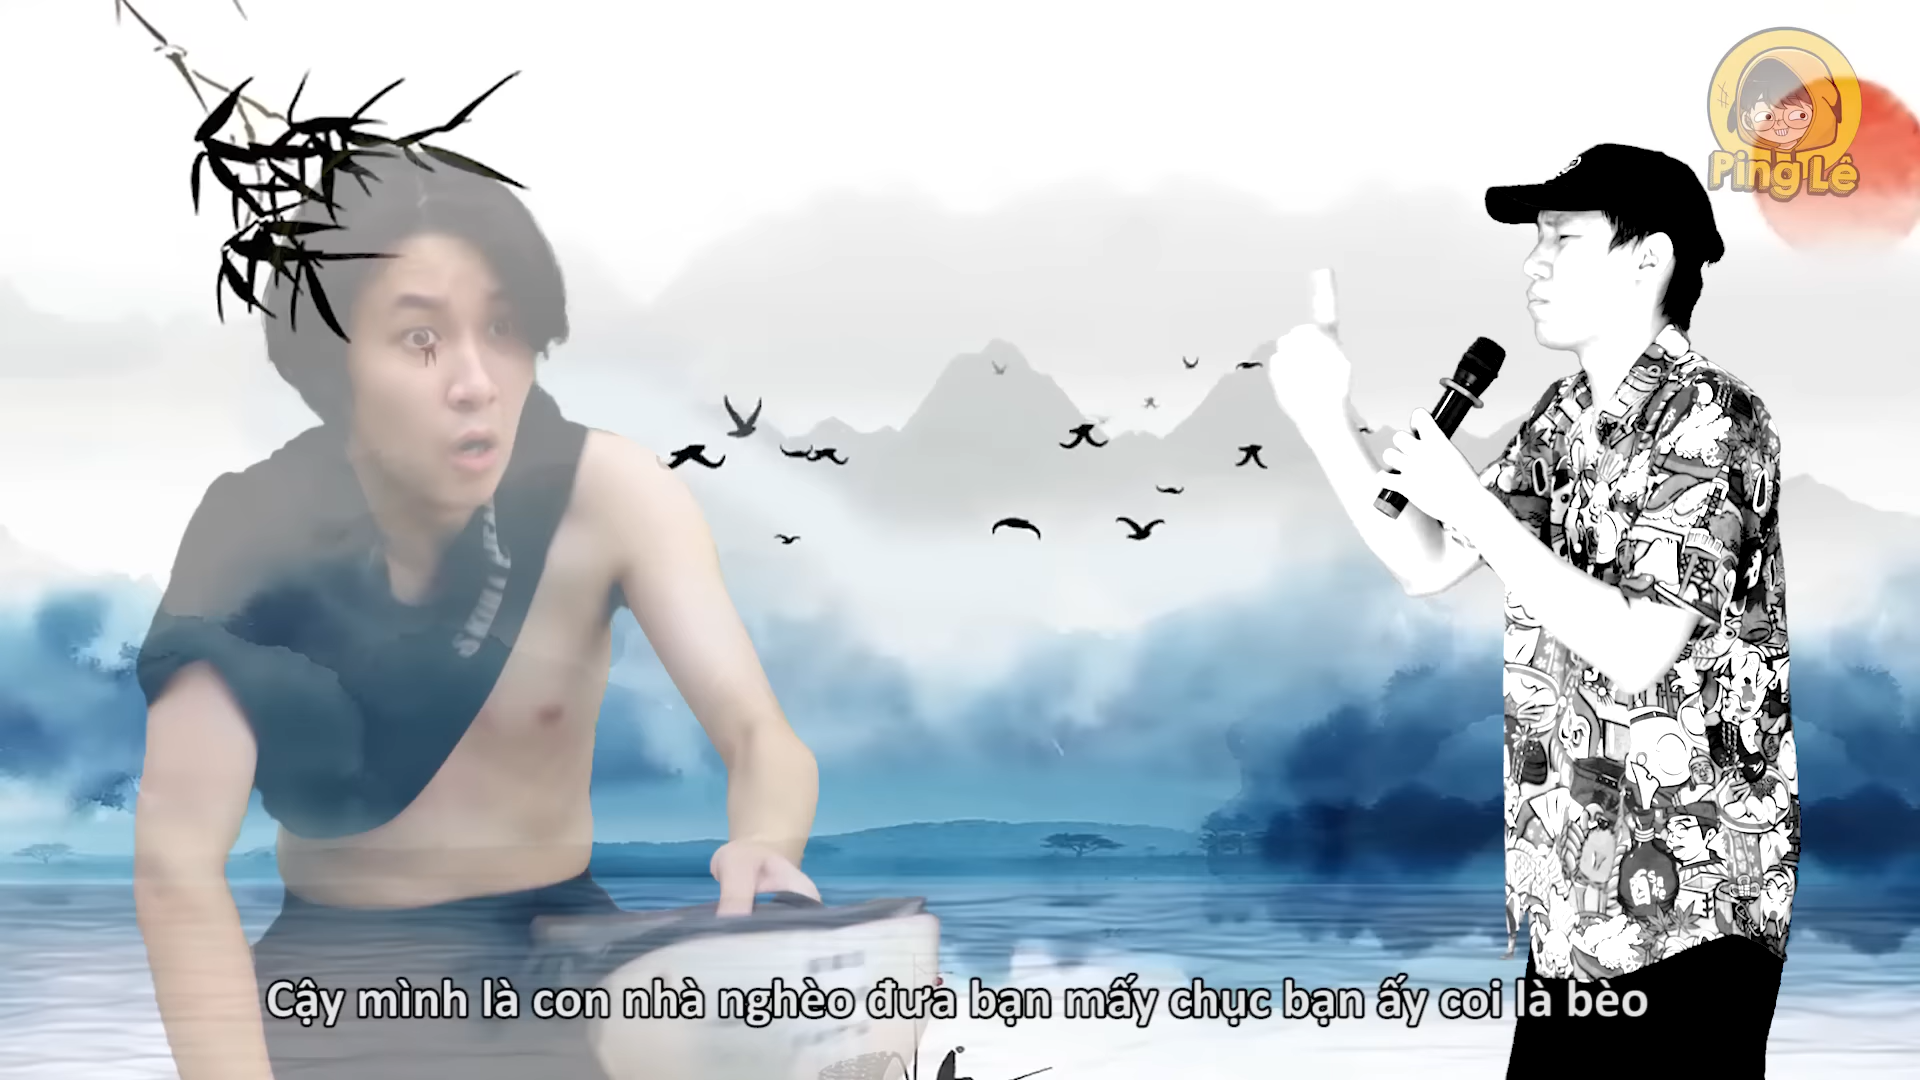 Ping Lê
Cậy mình là con nhà nghèo đưa bạn mấy chục bạn ấy coi là bèo